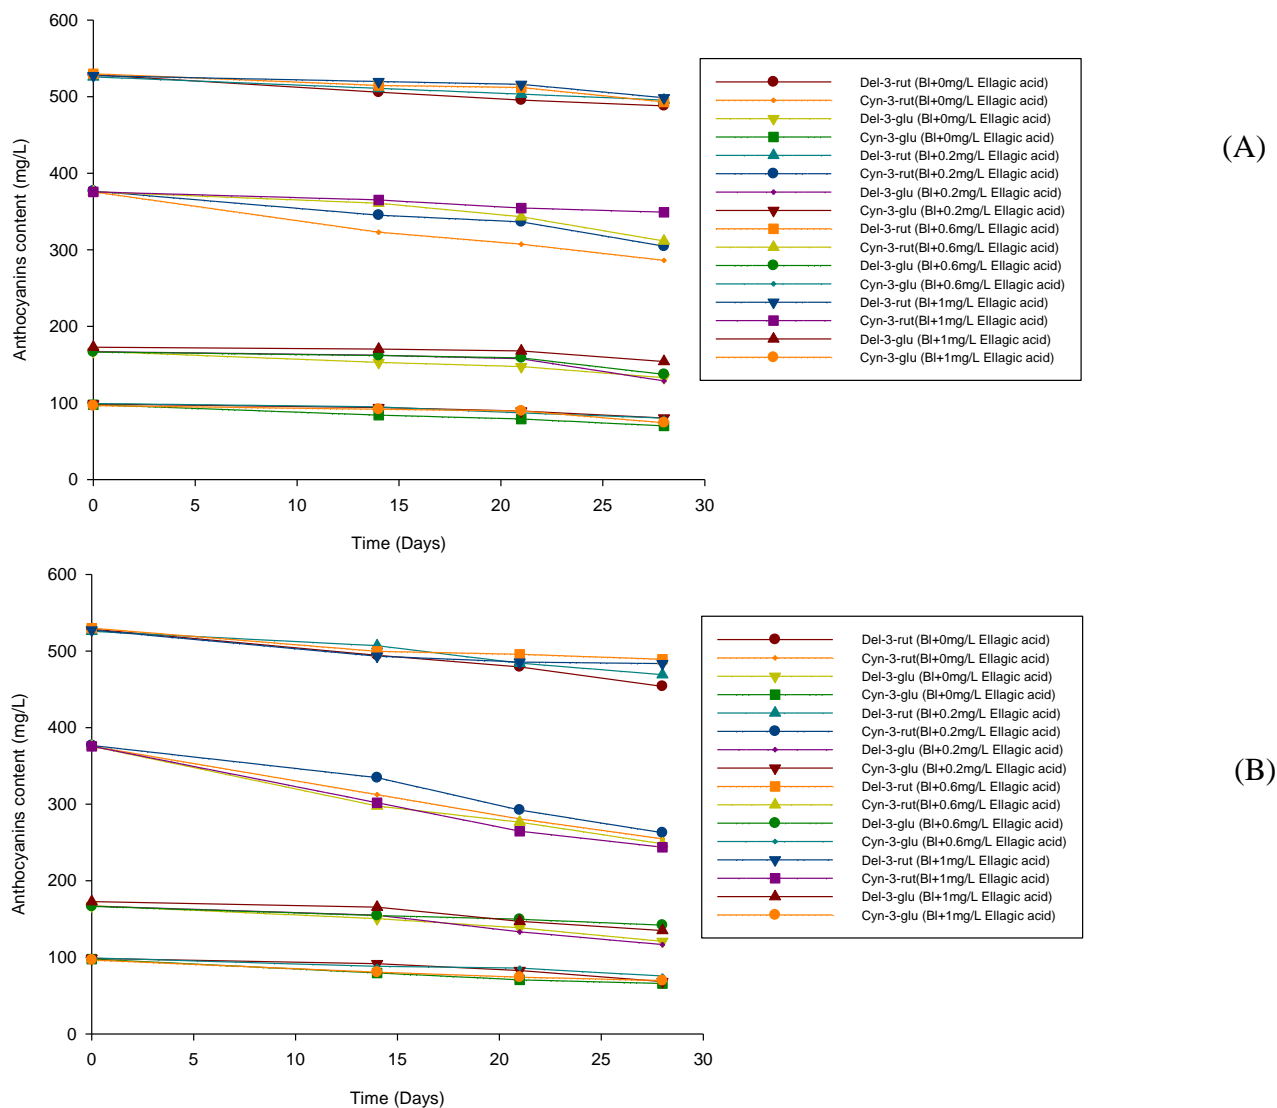 600
500
400
300
200
100
0
Anthocyanins content (mg/L)
0 5 10 15 20 25 30
Time (Days)
Del-3-rut (Bl+0mg/L Ellagic acid)
Cyn-3-rut(Bl+0mg/L Ellagic acid)
Del-3-glu (Bl+0mg/L Ellagic acid)
Cyn-3-glu (Bl+0mg/L Ellagic acid)
Del-3-rut (Bl+0.2mg/L Ellagic acid)
Cyn-3-rut(Bl+0.2mg/L Ellagic acid)
Del-3-glu (Bl+0.2mg/L Ellagic acid)
Cyn-3-glu (Bl+0.2mg/L Ellagic acid)
Del-3-rut (Bl+0.6mg/L Ellagic acid)
Cyn-3-rut(Bl+0.6mg/L Ellagic acid)
Del-3-glu (Bl+0.6mg/L Ellagic acid)
Cyn-3-glu (Bl+0.6mg/L Ellagic acid)
Del-3-rut (Bl+1mg/L Ellagic acid)
Cyn-3-rut(Bl+1mg/L Ellagic acid)
Del-3-glu (Bl+1mg/L Ellagic acid)
Cyn-3-glu (Bl+1mg/L Ellagic acid)
(A)
600
500
400
300
200
100
0
Anthocyanins content (mg/L)
0 5 10 15 20 25 30
Time (Days)
Del-3-rut (Bl+0mg/L Ellagic acid)
Cyn-3-rut(Bl+0mg/L Ellagic acid)
Del-3-glu (Bl+0mg/L Ellagic acid)
Cyn-3-glu (Bl+0mg/L Ellagic acid)
Del-3-rut (Bl+0.2mg/L Ellagic acid)
Cyn-3-rut(Bl+0.2mg/L Ellagic acid)
Del-3-glu (Bl+0.2mg/L Ellagic acid)
Cyn-3-glu (Bl+0.2mg/L Ellagic acid)
Del-3-rut (Bl+0.6mg/L Ellagic acid)
Cyn-3-rut(Bl+0.6mg/L Ellagic acid)
Del-3-glu (Bl+0.6mg/L Ellagic acid)
Cyn-3-glu (Bl+0.6mg/L Ellagic acid)
Del-3-rut (Bl+1mg/L Ellagic acid)
Cyn-3-rut(Bl+1mg/L Ellagic acid)
Del-3-glu (Bl+1mg/L Ellagic acid)
Cyn-3-glu (Bl+1mg/L Ellagic acid)
(B)